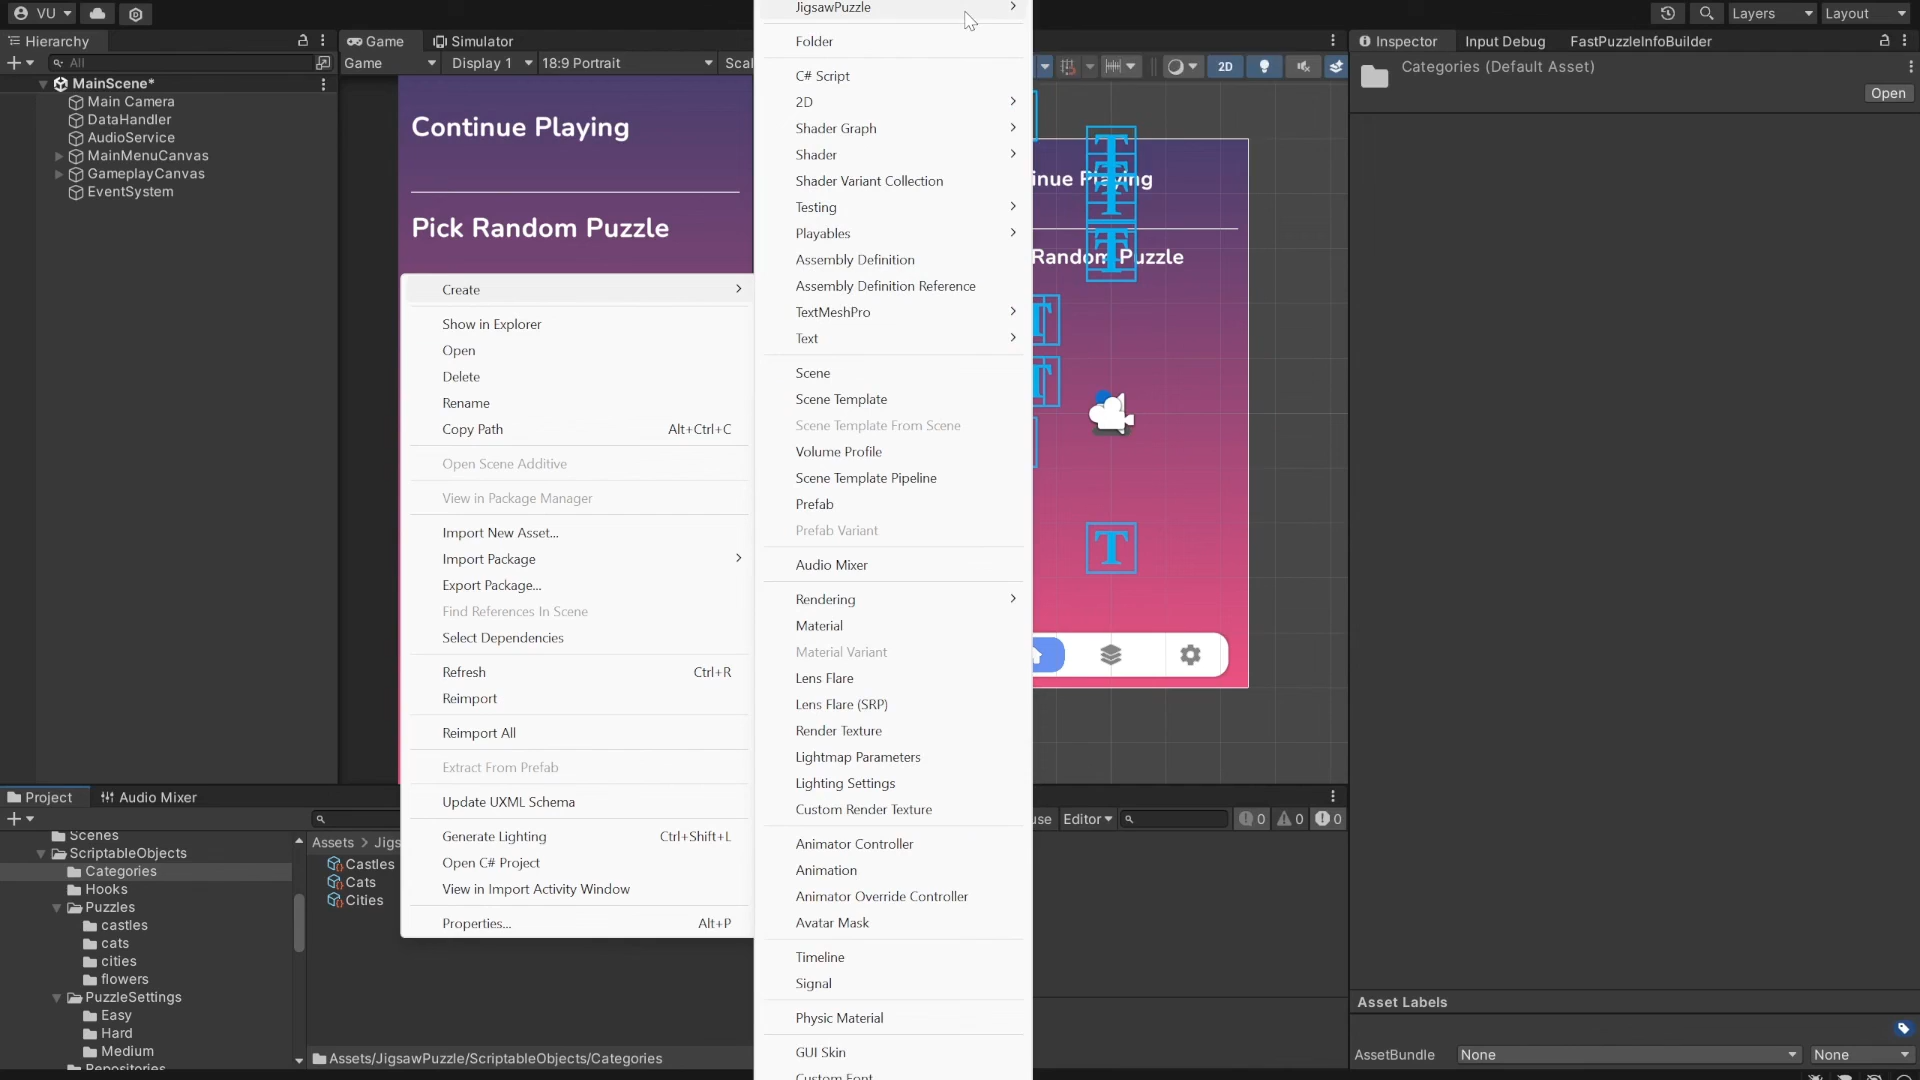 VU
Layers
Layout
Hierarchy
All
MainScene*
Main Camera
DataHandler
AudioService
MainMenuCanvas
GameplayCanvas
EventSystem
Game
Simulator
Game
Display 1
18:9 Portrait
Scal
Continue Playing
Pick Random Puzzle
Create
Show in Explorer
Open
Delete
Rename
Copy Path Alt+Ctrl+C
Open Scene Additive
View in Package Manager
Import New Asset...
Import Package
Export Package...
Find References In Scene
Select Dependencies
Refresh Ctrl+R
Reimport
Reimport All
Extract From Prefab
Update UXML Schema
Generate Lighting Ctrl+Shift+L
Open C# Project
View in Import Activity Window
Properties... Alt+P
JigsawPuzzle
Folder
C# Script
2D
Shader Graph
Shader
Shader Variant Collection
Testing
Playables
Assembly Definition
Assembly Definition Reference
TextMeshPro
Text
Scene
Scene Template
Scene Template From Scene
Volume Profile
Scene Template Pipeline
Prefab
Prefab Variant
Audio Mixer
Rendering
Material
Material Variant
Lens Flare
Lens Flare (SRP)
Render Texture
Lightmap Parameters
Lighting Settings
Custom Render Texture
Animator Controller
Animation
Animator Override Controller
Avatar Mask
Timeline
Signal
Physic Material
GUI Skin
Custom Font
2D
inue Playing
Random Puzzle
T
T
T
T
T
T
Inspector
Input Debug
FastPuzzleInfoBuilder
Categories (Default Asset)
Open
Asset Labels
AssetBundle None None
Project
Audio Mixer
Scenes
ScriptableObjects
Categories
Hooks
Puzzles
castles
cats
cities
flowers
PuzzleSettings
Easy
Hard
Medium
Repositories
Assets > Jigs
Castles
Cats
Cities
Assets/JigsawPuzzle/ScriptableObjects/Categories
use Editor 0 0 0